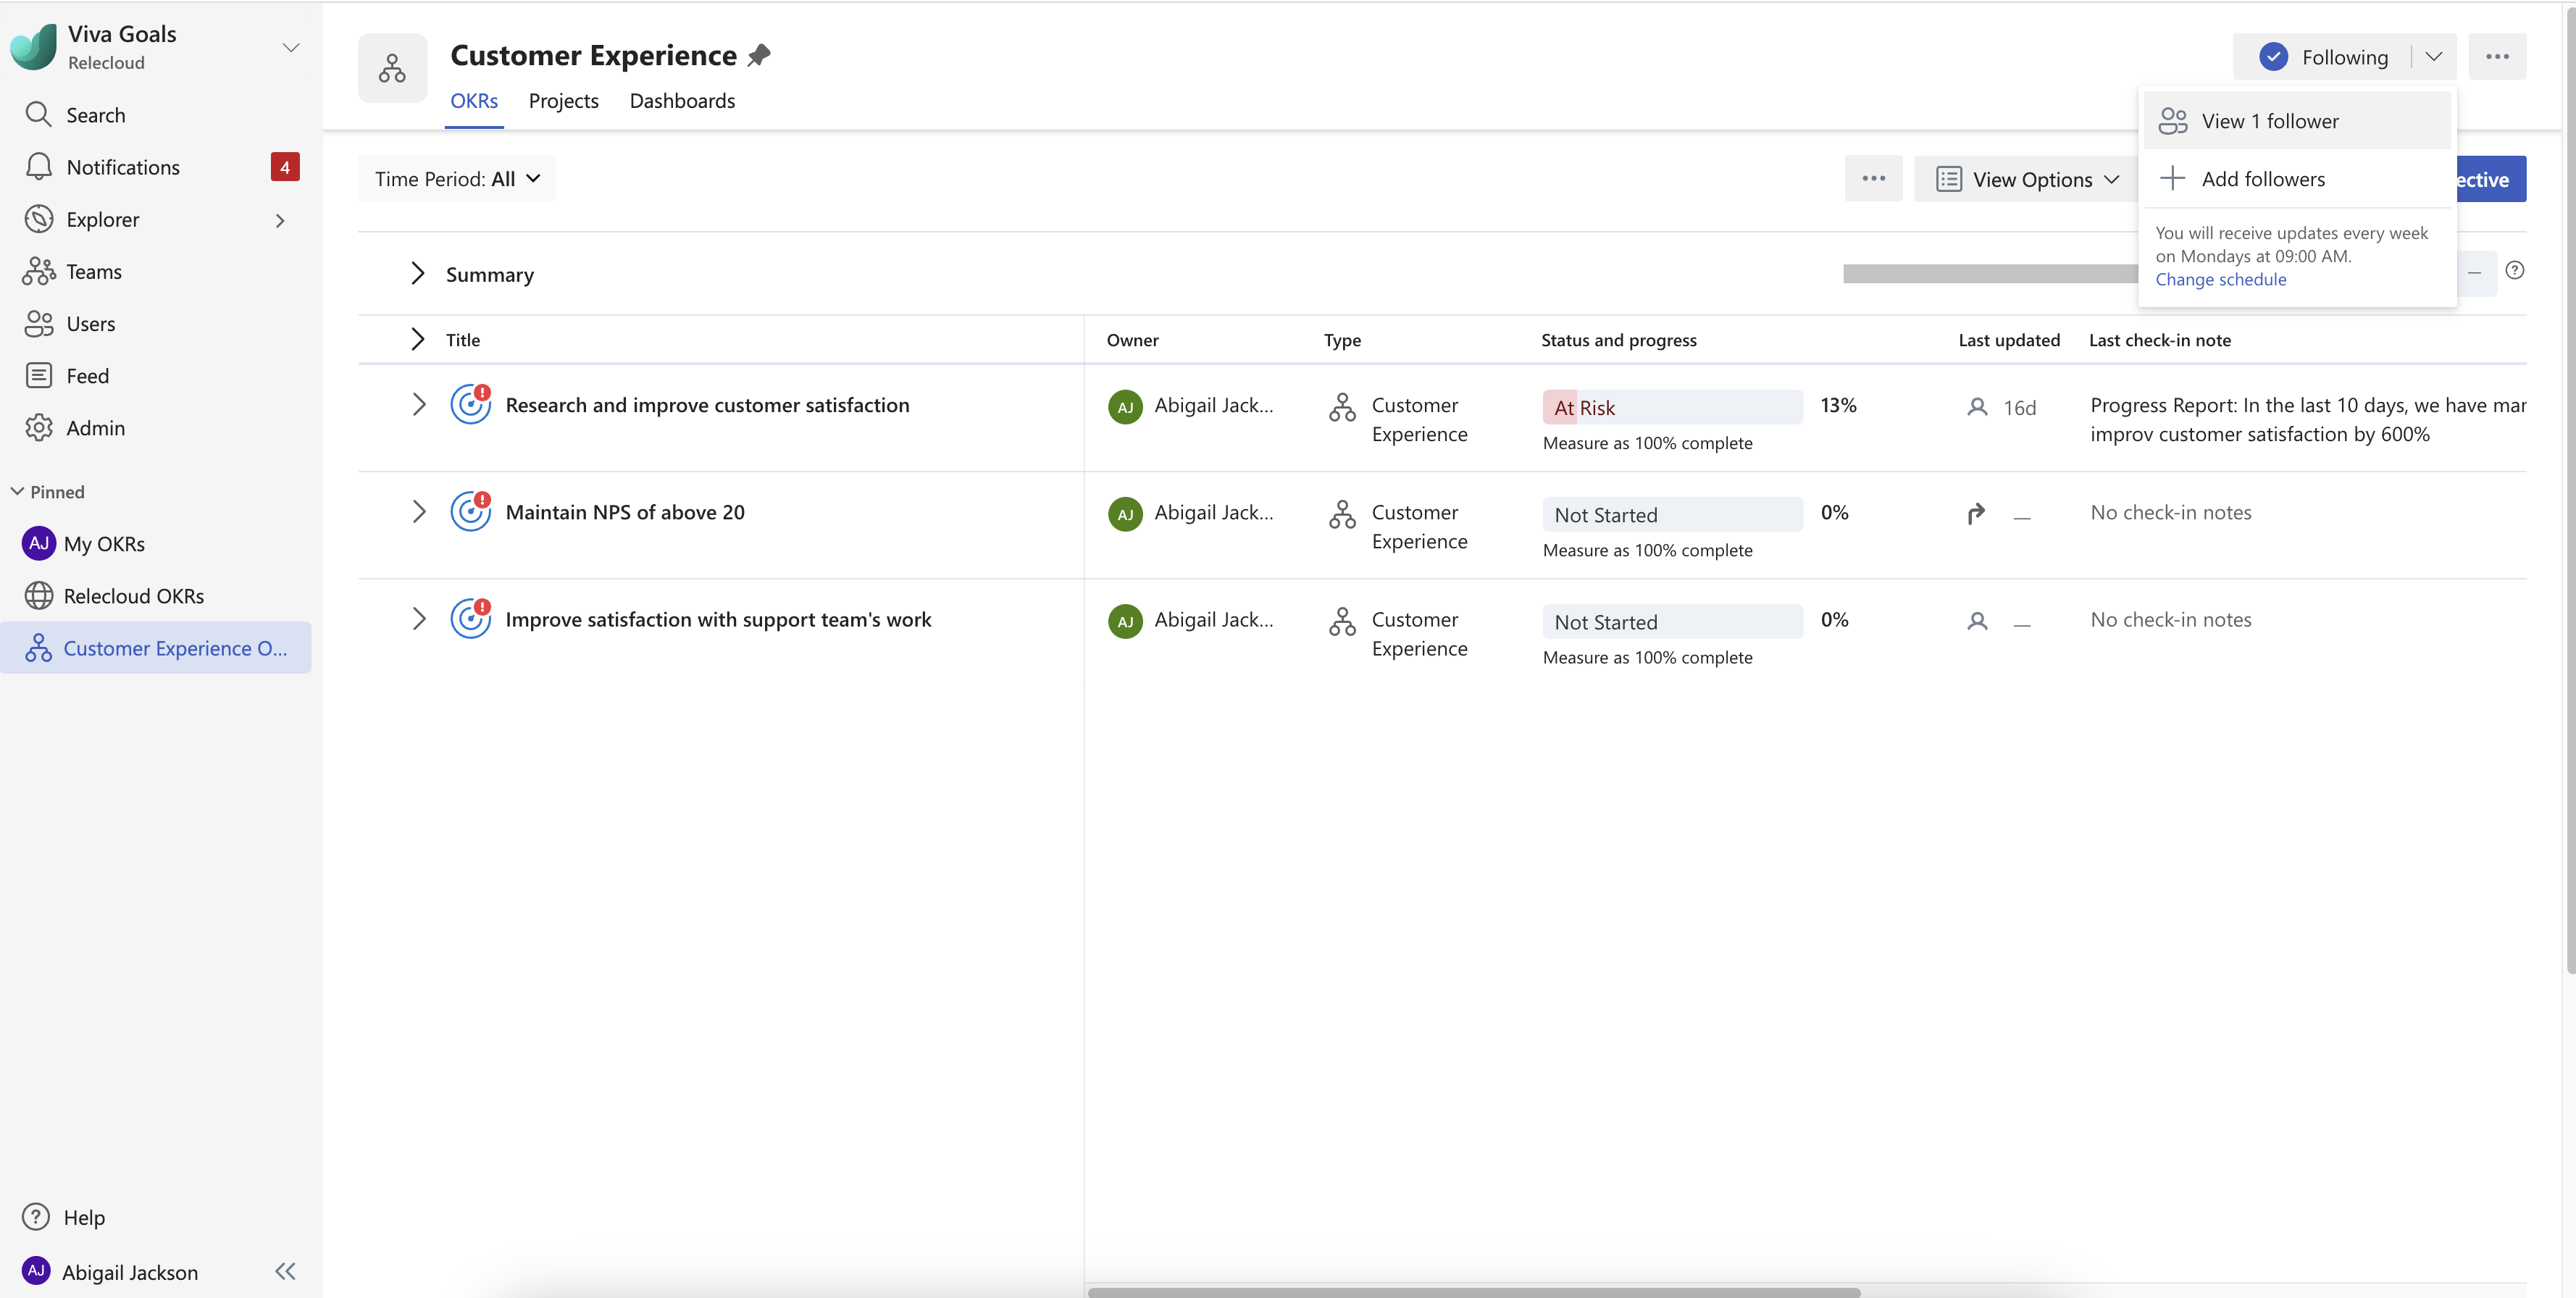 Viva Goals
Relecloud
Search
Notifications 4
Explorer
Teams
Users
Feed
Admin
Pinned
AJ My OKRs
Relecloud OKRs
Customer Experience O...
Help
AJ Abigail Jackson
Customer Experience
OKRs Projects Dashboards
Following
View 1 follower
Add followers
You will receive updates every week
on Mondays at 09:00 AM.
Change schedule
Time Period: All
View Options
ective
Summary
Title Owner Type Status and progress Last updated Last check-in note
Research and improve customer satisfaction AJ Abigail Jack... Customer At Risk 13% 16d Progress Report: In the last 10 days, we have mar
Experience Measure as 100% complete improv customer satisfaction by 600%
Maintain NPS of above 20 AJ Abigail Jack... Customer Not Started 0% — No check-in notes
Experience Measure as 100% complete
Improve satisfaction with support team's work AJ Abigail Jack... Customer Not Started 0% — No check-in notes
Experience Measure as 100% complete